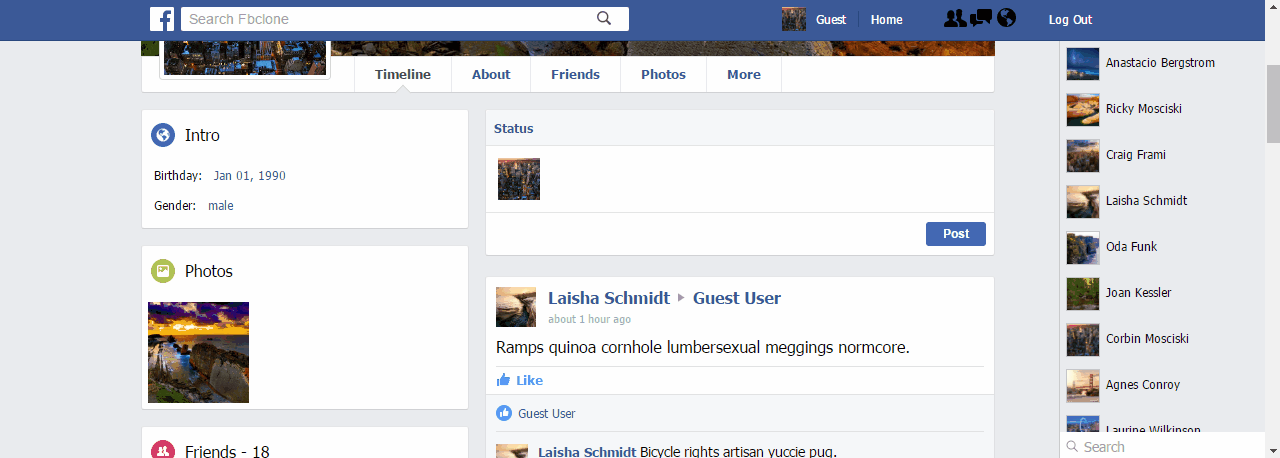 Search Fbclone
Guest
Home
Log Out
Timeline
About
Friends
Photos
More
Intro
Birthday: Jan 01, 1990
Gender: male
Photos
Friends - 18
Status
Post
Laisha Schmidt Guest User
about 1 hour ago
Ramps quinoa cornhole lumbersexual meggings normcore.
Like
Guest User
Laisha Schmidt Bicycle rights artisan yuccie pug.
Anastacio Bergstrom
Ricky Mosciski
Craig Frami
Laisha Schmidt
Oda Funk
Joan Kessler
Corbin Mosciski
Agnes Conroy
Laurine Wilkinson
Search